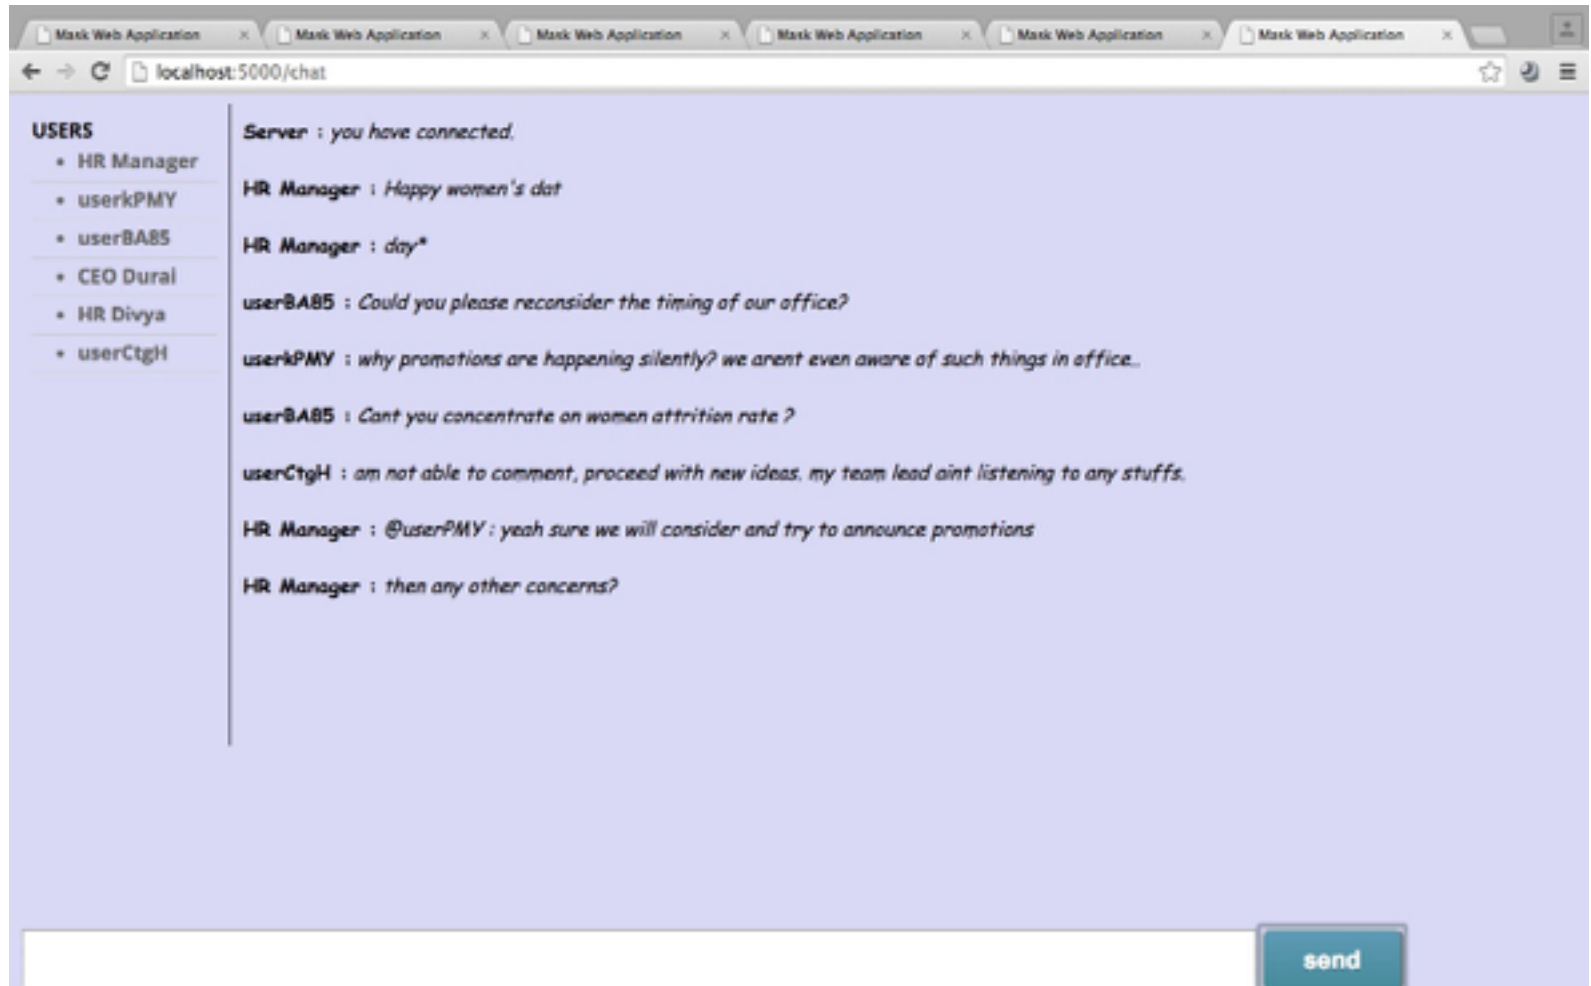 Mask Web Application Mask Web Application Mask Web Application Mask Web Application Mask Web Application Mask Web Application
localhost:5000/chat
USERS
• HR Manager
• userkPMY
• userBA85
• CEO Durai
• HR Divya
• userCtgH
Server : you have connected.
HR Manager : Happy women's dat
HR Manager : day*
userBA85 : Could you please reconsider the timing of our office?
userkPMY : why promotions are happening silently? we arent even aware of such things in office..
userBA85 : Cant you concentrate on women attrition rate ?
userCtgH : am not able to comment, proceed with new ideas. my team lead aint listening to any stuffs.
HR Manager : @userPMY : yeah sure we will consider and try to announce promotions
HR Manager : then any other concerns?
send